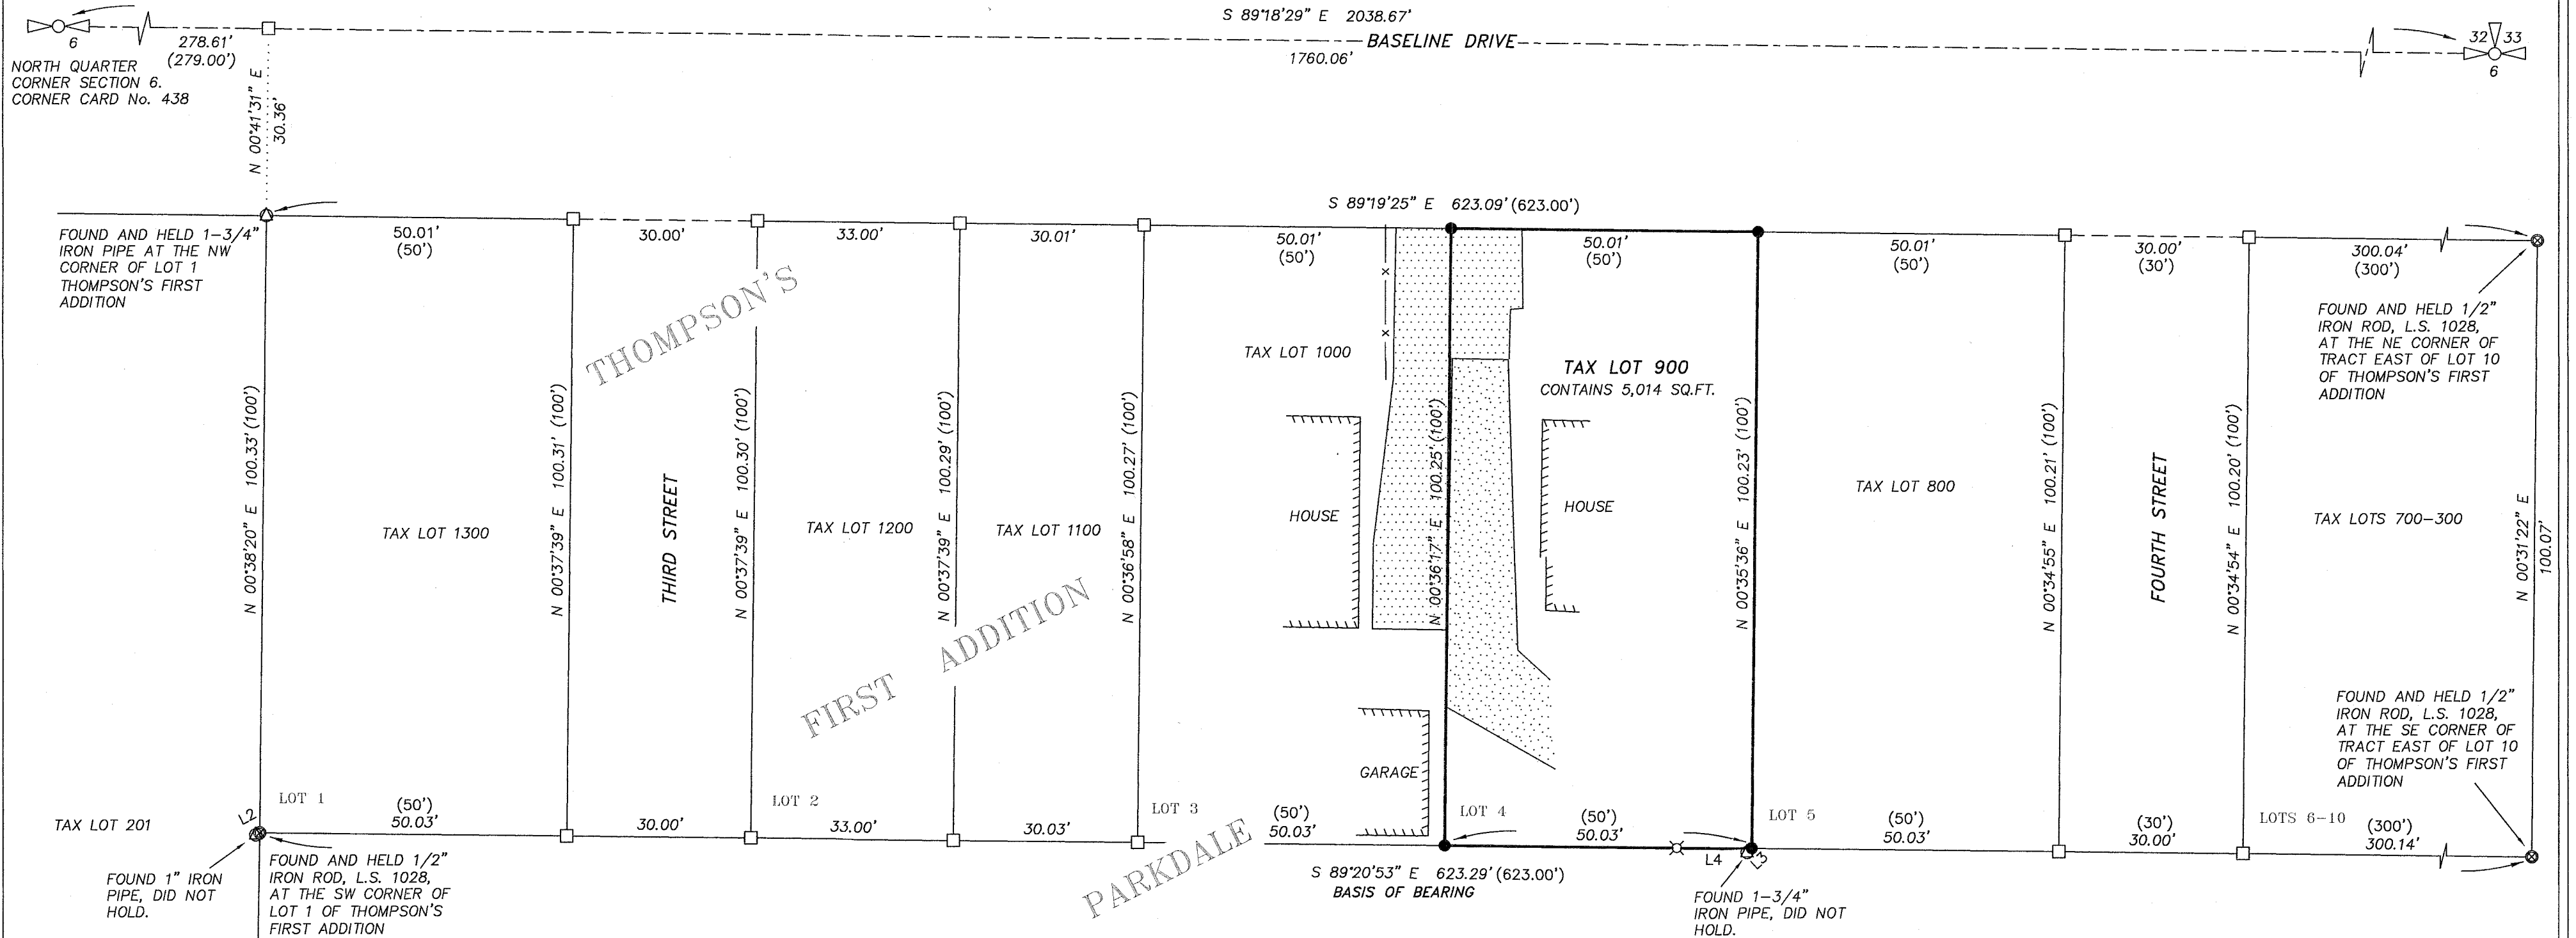 S 89°18'29" E 2038.67'
BASELINE DRIVE
1760.06'
6
278.61'
(279.00')
NORTH QUARTER
CORNER SECTION 6.
CORNER CARD No. 438
32 33
6
N 00°41'31" E
30.36'
S 89°19'25" E 623.09' (623.00')
FOUND AND HELD 1-3/4"
IRON PIPE AT THE NW
CORNER OF LOT 1
THOMPSON'S FIRST
ADDITION
50.01'
(50')
30.00'
33.00'
30.01'
50.01'
(50')
50.01'
(50')
50.01'
(50')
30.00'
(30')
300.04'
(300')
FOUND AND HELD 1/2"
IRON ROD, L.S. 1028,
AT THE NE CORNER OF
TRACT EAST OF LOT 10
OF THOMPSON'S FIRST
ADDITION
THOMPSON'S
FIRST ADDITION
PARKDALE
N 00°38'20" E 100.33' (100')
TAX LOT 1300
N 00°37'39" E 100.31' (100')
THIRD STREET
N 00°37'39" E 100.30' (100')
TAX LOT 1200
N 00°37'39" E 100.29' (100')
TAX LOT 1100
N 00°36'58" E 100.27' (100')
TAX LOT 1000
x
x
HOUSE
GARAGE
N 00°36'17" E 100.25' (100')
TAX LOT 900
CONTAINS 5,014 SQ.FT.
HOUSE
N 00°35'36" E 100.23' (100')
TAX LOT 800
N 00°34'55" E 100.21' (100')
FOURTH STREET
N 00°34'54" E 100.20' (100')
TAX LOTS 700-300
N 00°31'22" E
100.07'
FOUND AND HELD 1/2"
IRON ROD, L.S. 1028,
AT THE SE CORNER OF
TRACT EAST OF LOT 10
OF THOMPSON'S FIRST
ADDITION
TAX LOT 201
L2
LOT 1
(50')
50.03'
30.00'
LOT 2
33.00'
30.03'
LOT 3
(50')
50.03'
LOT 4
(50')
50.03'
L4
L3
LOT 5
(50')
50.03'
(30')
30.00'
LOTS 6-10
(300')
300.14'
FOUND 1" IRON
PIPE, DID NOT
HOLD.
FOUND AND HELD 1/2"
IRON ROD, L.S. 1028,
AT THE SW CORNER OF
LOT 1 OF THOMPSON'S
FIRST ADDITION
S 89°20'53" E 623.29' (623.00')
BASIS OF BEARING
FOUND 1-3/4"
IRON PIPE, DID NOT
HOLD.